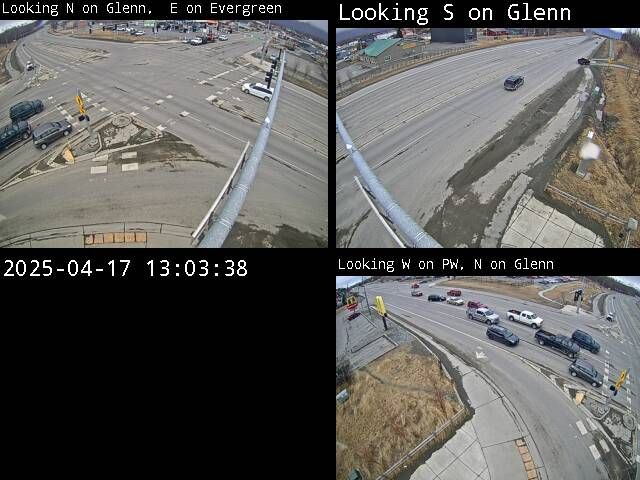 Looking N on Glenn, E on Evergreen
Looking S on Glenn
2025-04-17 13:03:38
Looking W on PW, N on Glenn